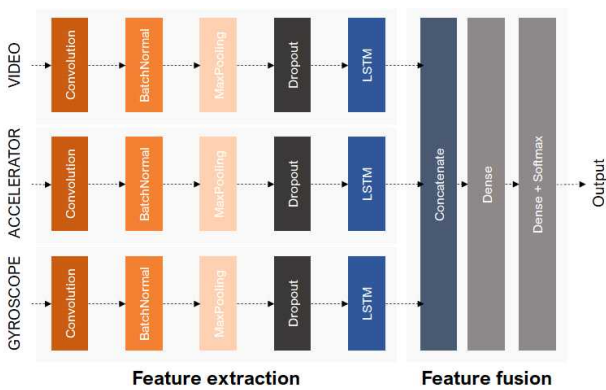 VIDEO
Convolution
BatchNormal
MaxPooling
Dropout
LSTM
ACCELERATOR
Convolution
BatchNormal
MaxPooling
Dropout
LSTM
GYROSCOPE
Convolution
BatchNormal
MaxPooling
Dropout
LSTM
Concatenate
Dense
Dense + Softmax
Output
Feature extraction
Feature fusion